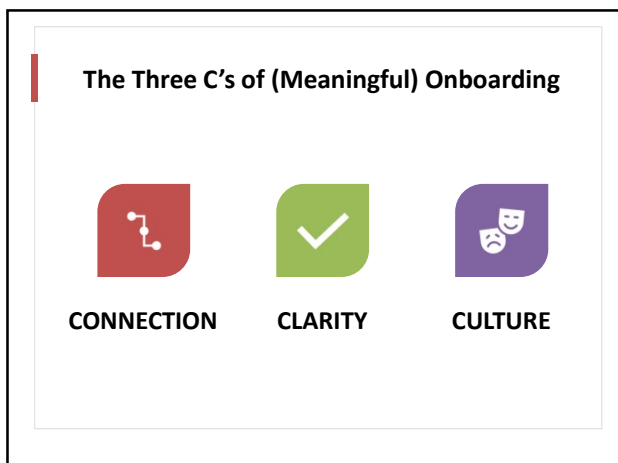 The Three C’s of (Meaningful) Onboarding
CONNECTION CLARITY CULTURE